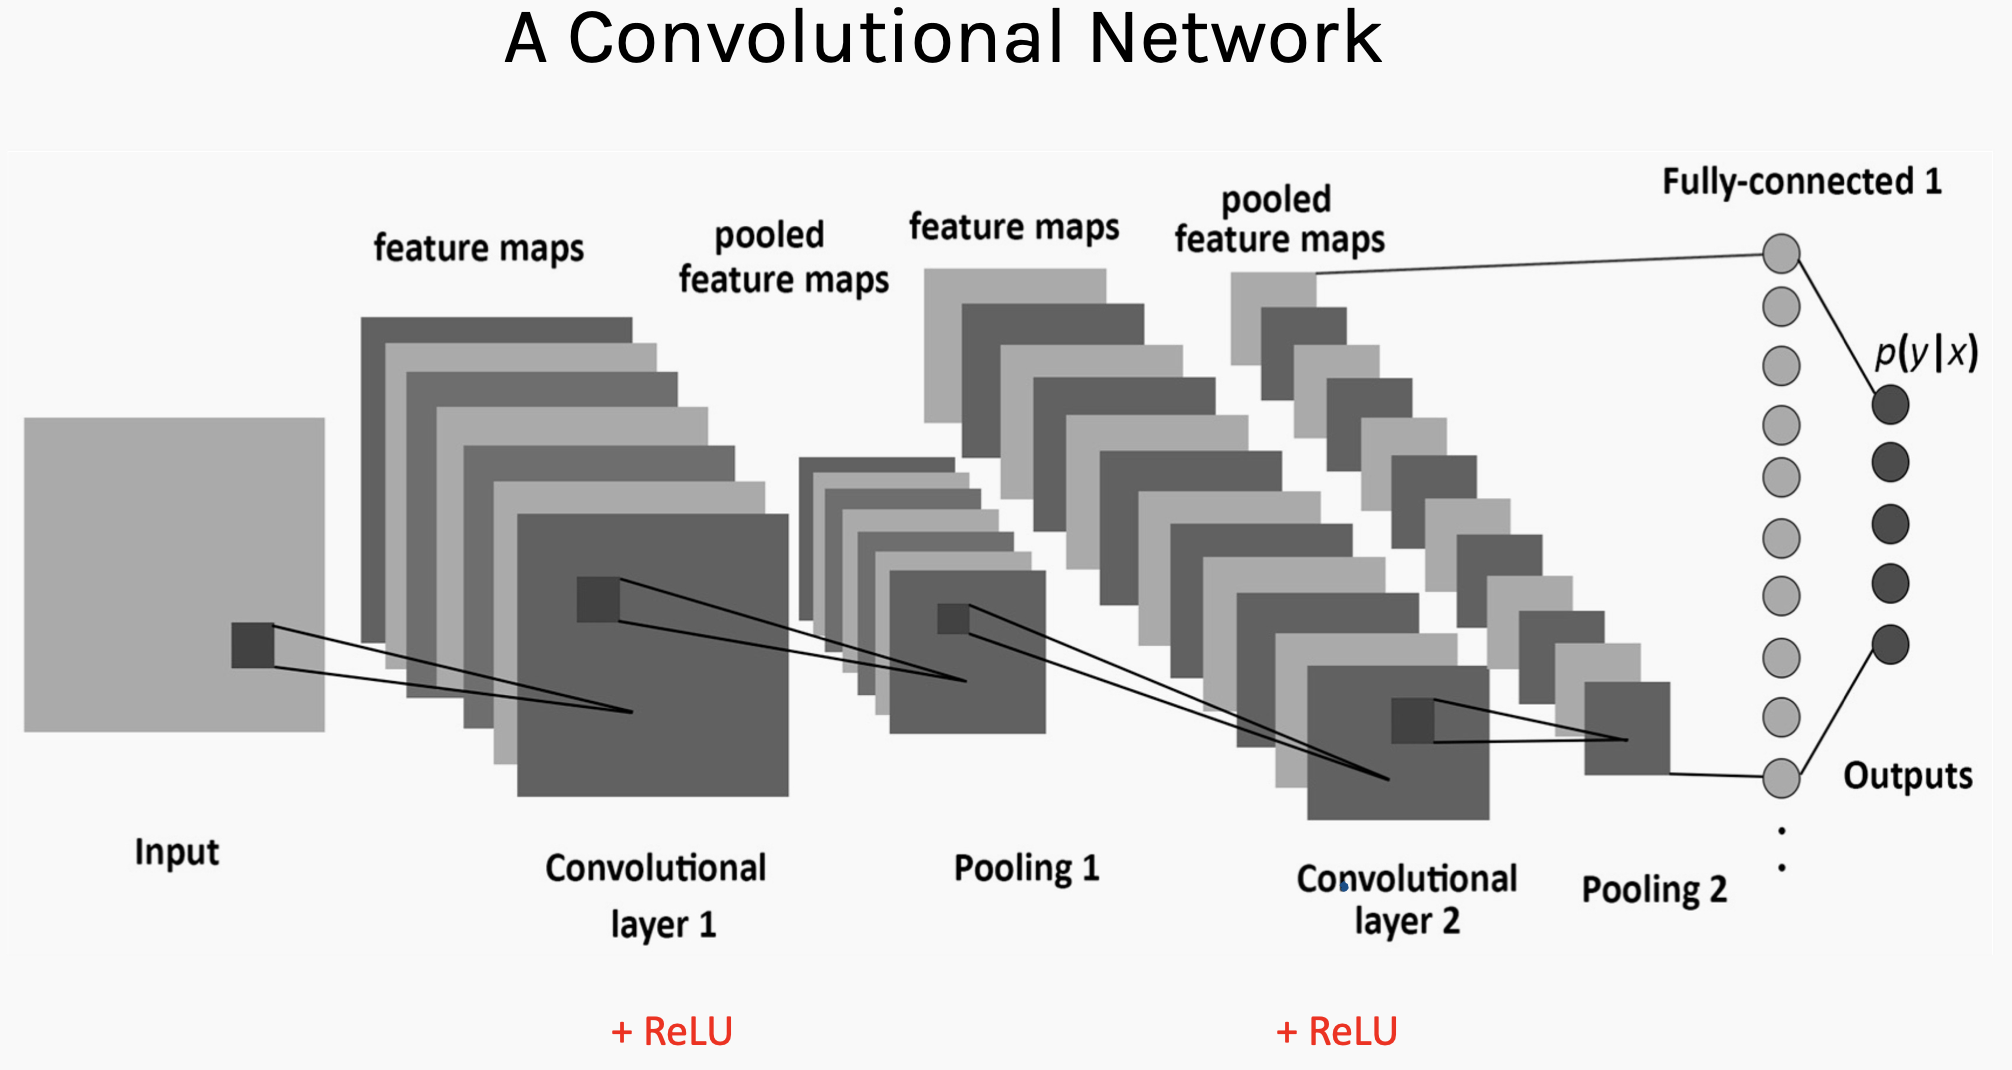 A Convolutional Network
Fully-connected 1
pooled
feature maps
feature maps
pooled
feature maps
feature maps
p(y|x)
Outputs
Input
Convolutional
layer 1
Pooling 1
Convolutional
layer 2
Pooling 2
+ ReLU
+ ReLU